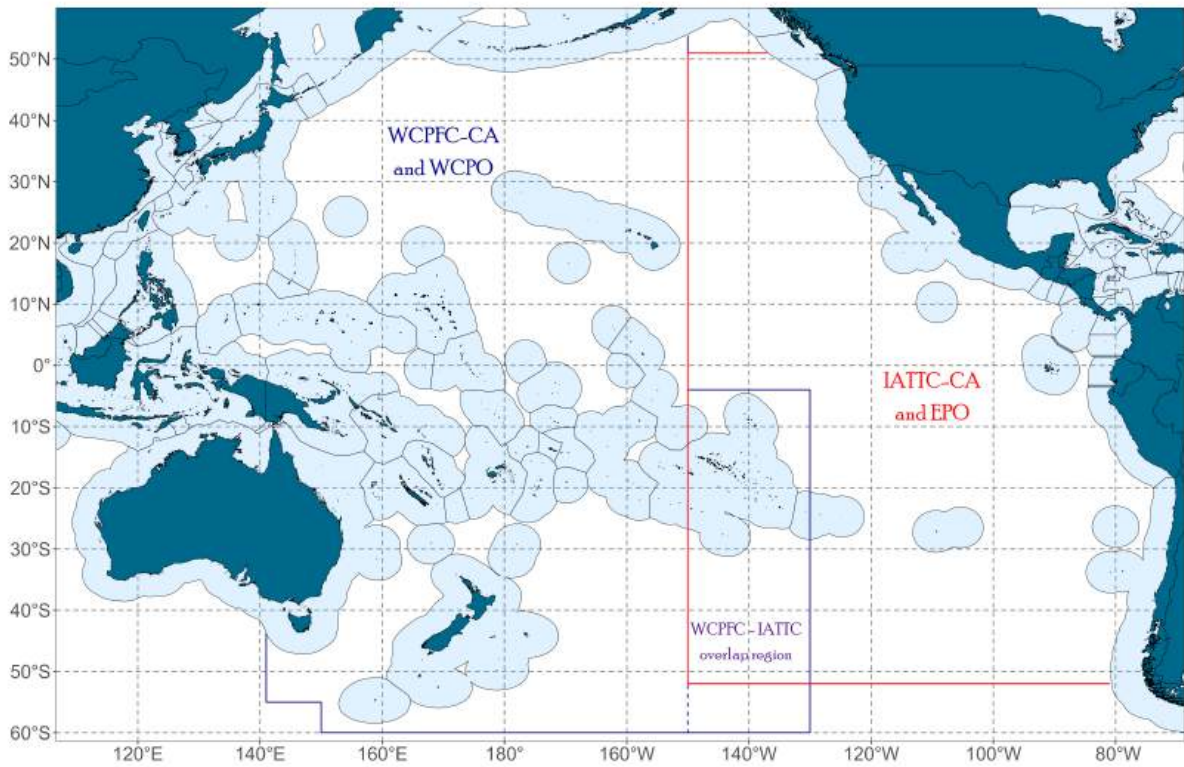 50°N
40°N
30°N
20°N
10°N
0°
10°S
20°S
30°S
40°S
50°S
60°S
WCPFC-CA
and WCPO
IATTC-CA
and EPO
WCPFC-IATTC
overlap region
120°E
140°E
160°E
180°
160°W
140°W
120°W
100°W
80°W